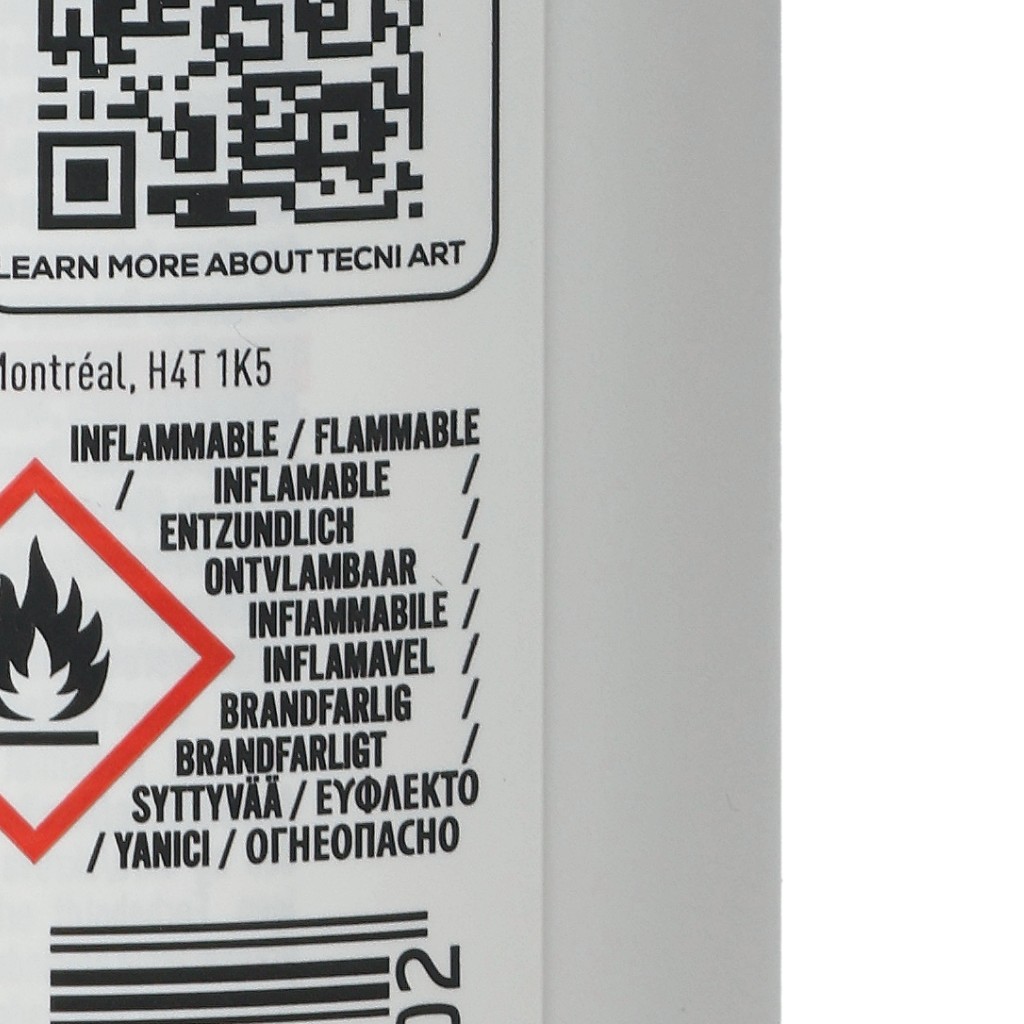 LEARN MORE ABOUT TECNI ART
Montréal, H4T 1K5
INFLAMMABLE / FLAMMABLE
/ INFLAMABLE /
ENTZUNDLICH /
ONTVLAMBAAR /
INFIAMMABILE /
INFLAMAVEL /
BRANDFARLIG /
BRANDFARLIGT /
SYTTYVÄÄ / ΕΥΦΛΕΚΤΟ
/ YANICI / ОГНЕОПАСНО
02